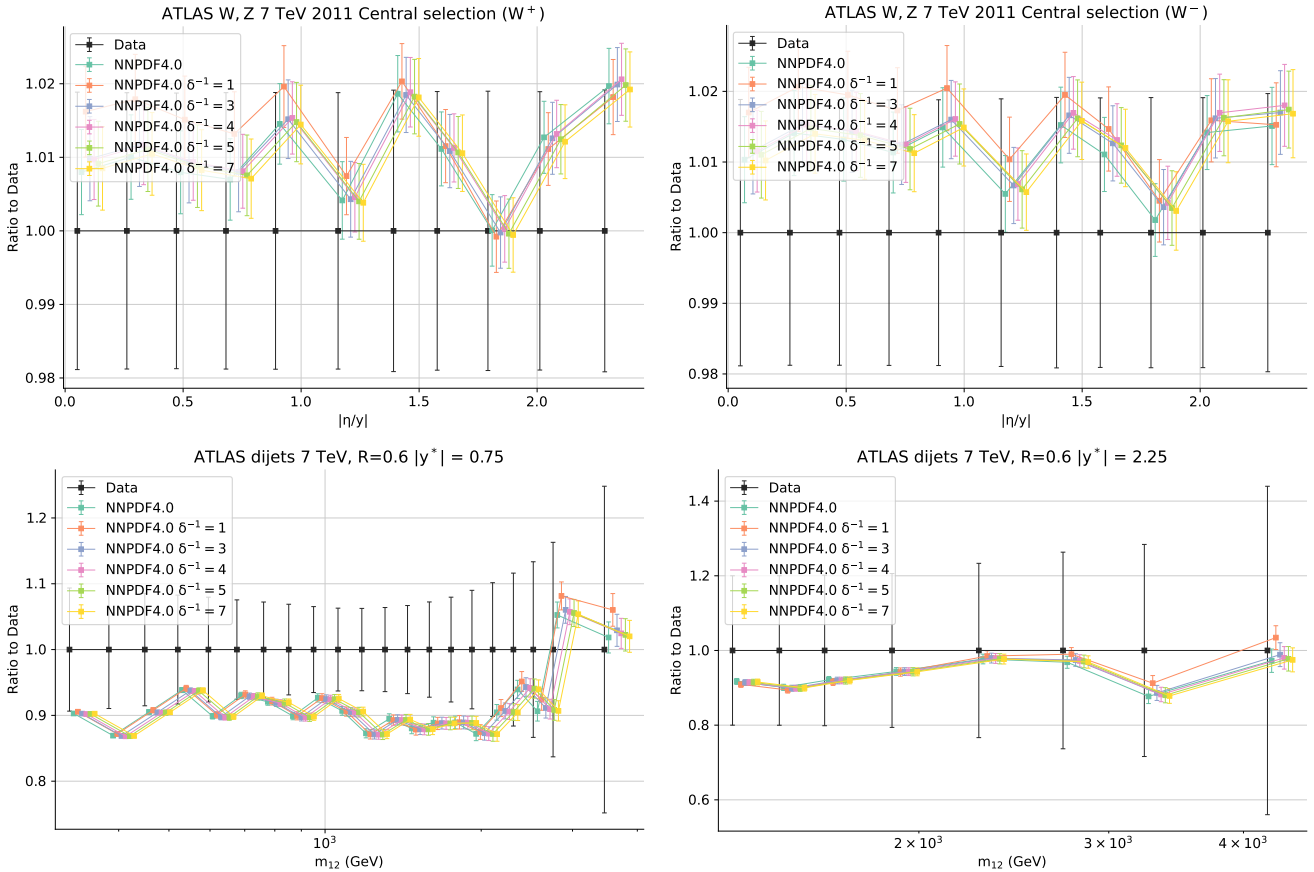 ATLAS W, Z 7 TeV 2011 Central selection (W⁺)
Ratio to Data
1.02
1.01
1.00
0.99
0.98
Data
NNPDF4.0
NNPDF4.0 δ⁻¹ = 1
NNPDF4.0 δ⁻¹ = 3
NNPDF4.0 δ⁻¹ = 4
NNPDF4.0 δ⁻¹ = 5
NNPDF4.0 δ⁻¹ = 7
0.0 0.5 1.0 1.5 2.0
|η/y|
ATLAS W, Z 7 TeV 2011 Central selection (W⁻)
Ratio to Data
1.02
1.01
1.00
0.99
0.98
Data
NNPDF4.0
NNPDF4.0 δ⁻¹ = 1
NNPDF4.0 δ⁻¹ = 3
NNPDF4.0 δ⁻¹ = 4
NNPDF4.0 δ⁻¹ = 5
NNPDF4.0 δ⁻¹ = 7
0.0 0.5 1.0 1.5 2.0
|η/y|
ATLAS dijets 7 TeV, R=0.6 |y*| = 0.75
Ratio to Data
1.2
1.1
1.0
0.9
0.8
Data
NNPDF4.0
NNPDF4.0 δ⁻¹ = 1
NNPDF4.0 δ⁻¹ = 3
NNPDF4.0 δ⁻¹ = 4
NNPDF4.0 δ⁻¹ = 5
NNPDF4.0 δ⁻¹ = 7
10³
m₁₂ (GeV)
ATLAS dijets 7 TeV, R=0.6 |y*| = 2.25
Ratio to Data
1.4
1.2
1.0
0.8
0.6
Data
NNPDF4.0
NNPDF4.0 δ⁻¹ = 1
NNPDF4.0 δ⁻¹ = 3
NNPDF4.0 δ⁻¹ = 4
NNPDF4.0 δ⁻¹ = 5
NNPDF4.0 δ⁻¹ = 7
2 × 10³ 3 × 10³ 4 × 10³
m₁₂ (GeV)